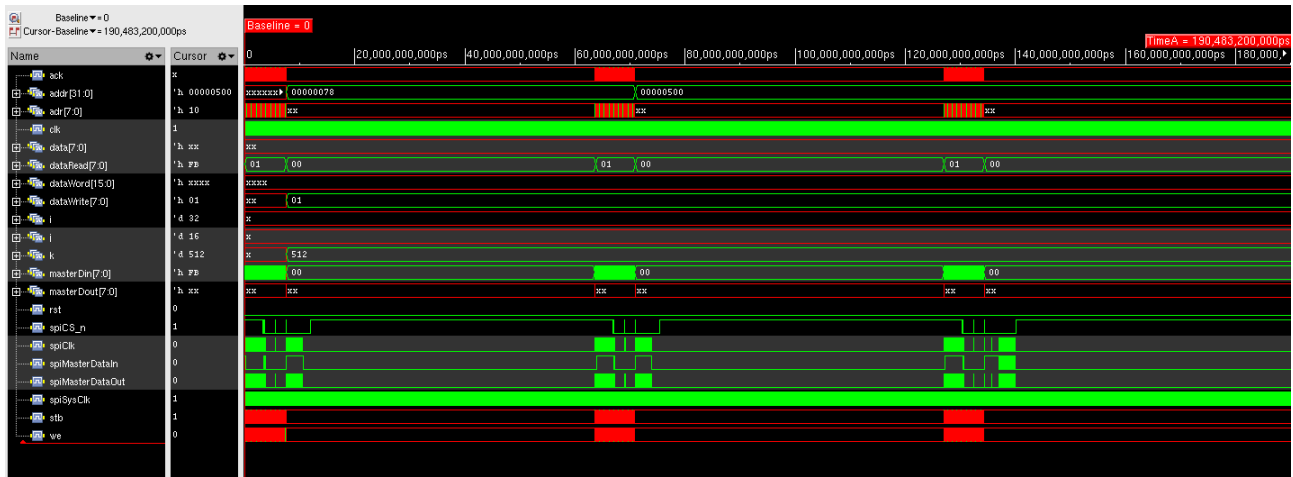 Baseline▼= 0
Cursor-Baseline▼= 190,483,200,000ps
Baseline = 0
TimeA = 190,483,200,000ps
Name Cursor 0 20,000,000,000ps 40,000,000,000ps 60,000,000,000ps 80,000,000,000ps 100,000,000,000ps 120,000,000,000ps 140,000,000,000ps 160,000,000,000ps 180,000,
ack x
addr[31:0] 'h 00000500 xxxxxx 00000078 00000500
adr[7:0] 'h 10 xx xx xx
clk 1
data[7:0] 'h xx xx
dataRead[7:0] 'h FB 01 00 01 00 01 00
dataWord[15:0] 'h xxxx xxxx
dataWrite[7:0] 'h 01 xx 01
i 'd 32 x
j 'd 16 x
k 'd 512 x 512
masterDin[7:0] 'h FB 00 00 00
masterDout[7:0] 'h xx xx xx xx xx xx xx
rst 0
spiCS_n 1
spiClk 0
spiMasterDataIn 0
spiMasterDataOut 0
spiSysClk 1
stb 1
we 0